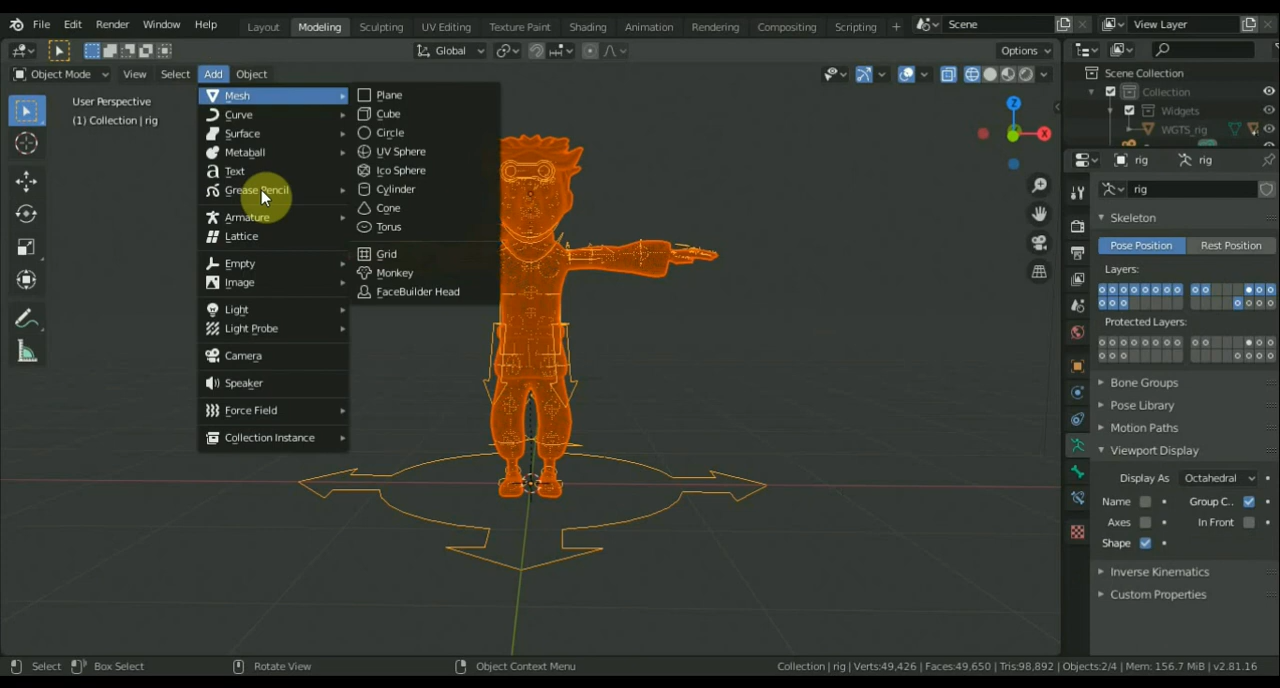 File Edit Render Window Help Layout Modeling Sculpting UV Editing Texture Paint Shading Animation Rendering Compositing Scripting + Scene View Layer
Global Options
Object Mode View Select Add Object
Scene Collection
Collection
Widgets
WGTS_rig
User Perspective
(1) Collection | rig
Mesh
Curve
Surface
Metaball
Text
Grease Pencil
Armature
Lattice
Empty
Image
Light
Light Probe
Camera
Speaker
Force Field
Collection Instance
Plane
Cube
Circle
UV Sphere
Ico Sphere
Cylinder
Cone
Torus
Grid
Monkey
FaceBuilder Head
Z
X
rig rig
rig
Skeleton
Pose Position Rest Position
Layers:
Protected Layers:
Bone Groups
Pose Library
Motion Paths
Viewport Display
Display As Octahedral
Name Group C..
Axes In Front
Shape
Inverse Kinematics
Custom Properties
Select Box Select Rotate View Object Context Menu Collection | rig | Verts:49,426 | Faces:49,650 | Tris:98,892 | Objects:2/4 | Mem: 156.7 MiB | v2.81.16